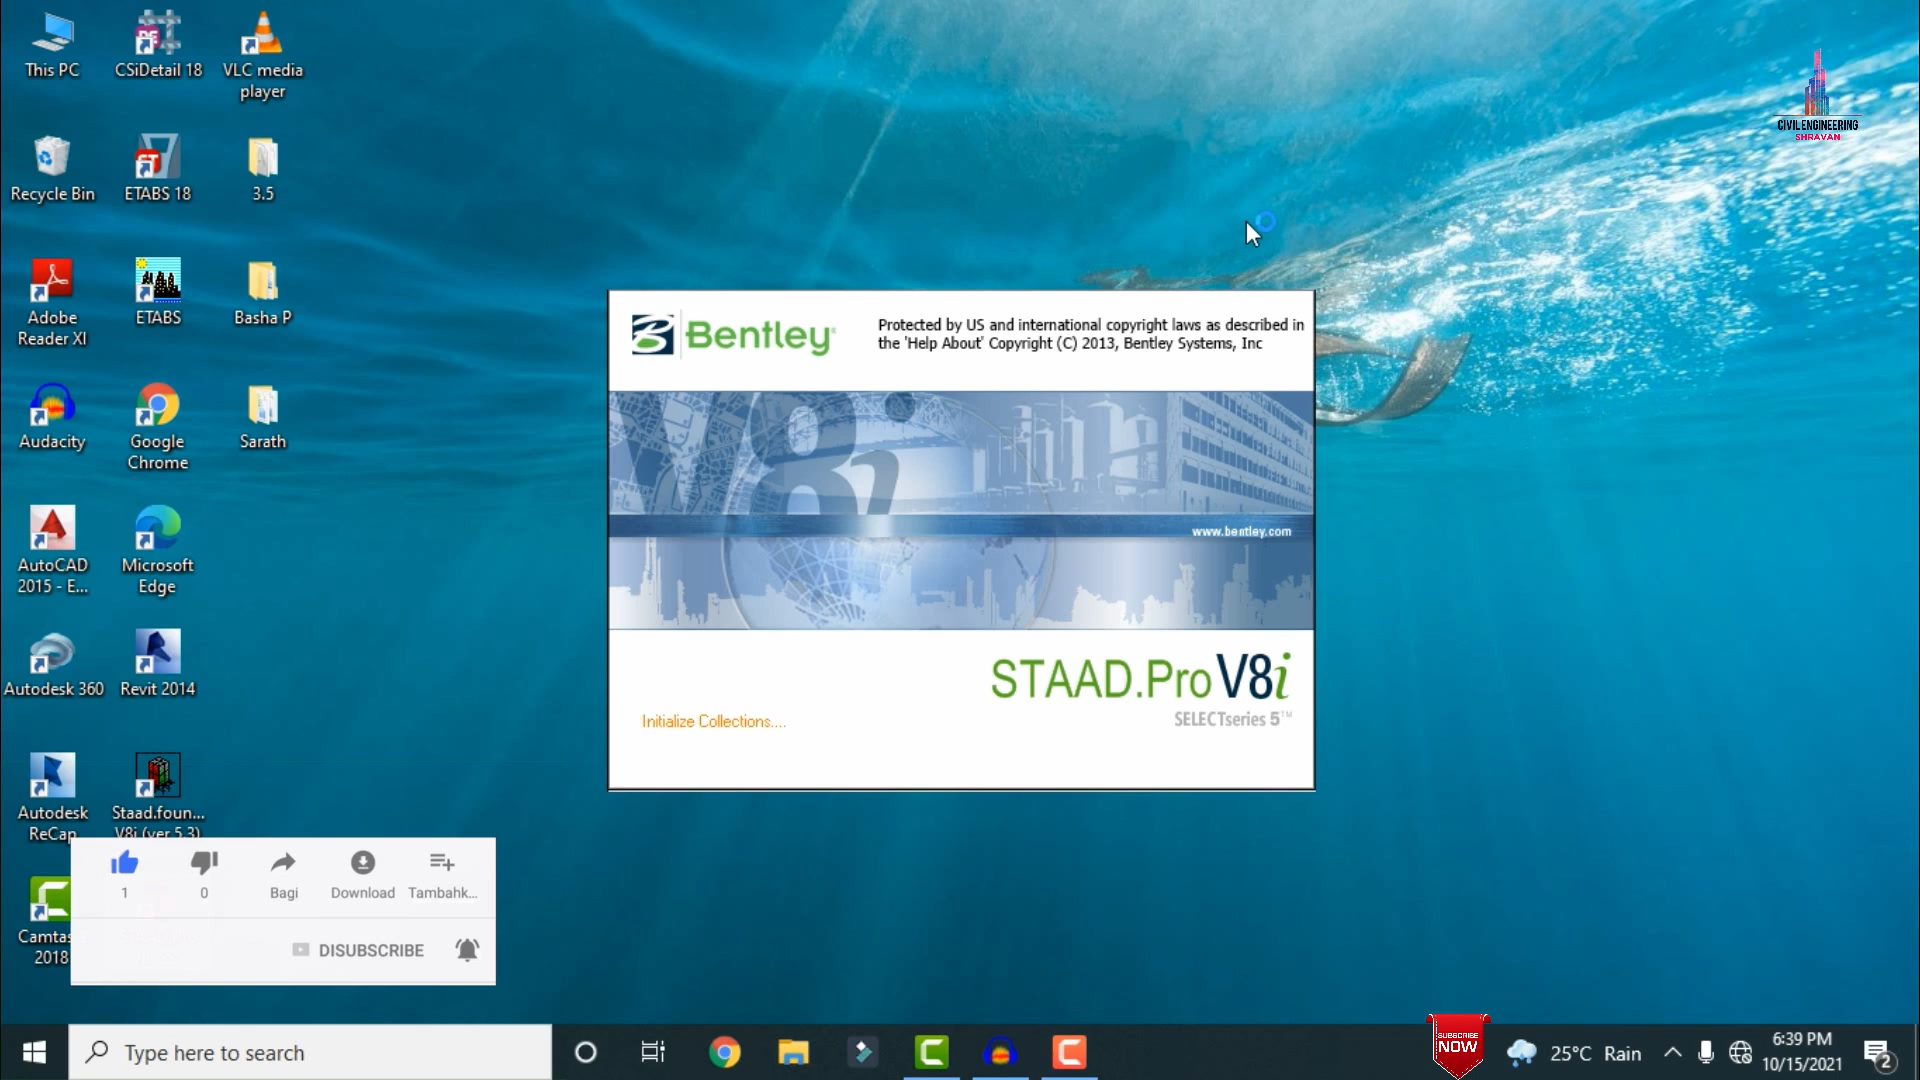 This PC
CSiDetail 18
VLC media
player
Recycle Bin
ETABS 18
3.5
Adobe
Reader XI
ETABS
Basha P
Audacity
Google
Chrome
Sarath
AutoCAD
2015 - E...
Microsoft
Edge
Autodesk 360
Revit 2014
Autodesk
ReCap
Staad.foun...
V8i (ver 5.3)
2018
CIVIL ENGINEERING
SHRAVAN
Bentley
Protected by US and international copyright laws as described in
the 'Help About' Copyright (C) 2013, Bentley Systems, Inc
V8i
www.bentley.com
STAAD.Pro V8i
SELECTseries 5™
Initialize Collections....
1
0
Bagi
Download
Tambahk...
DISUBSCRIBE
Type here to search
SUBSCRIBE
NOW
25°C Rain
6:39 PM
10/15/2021
2